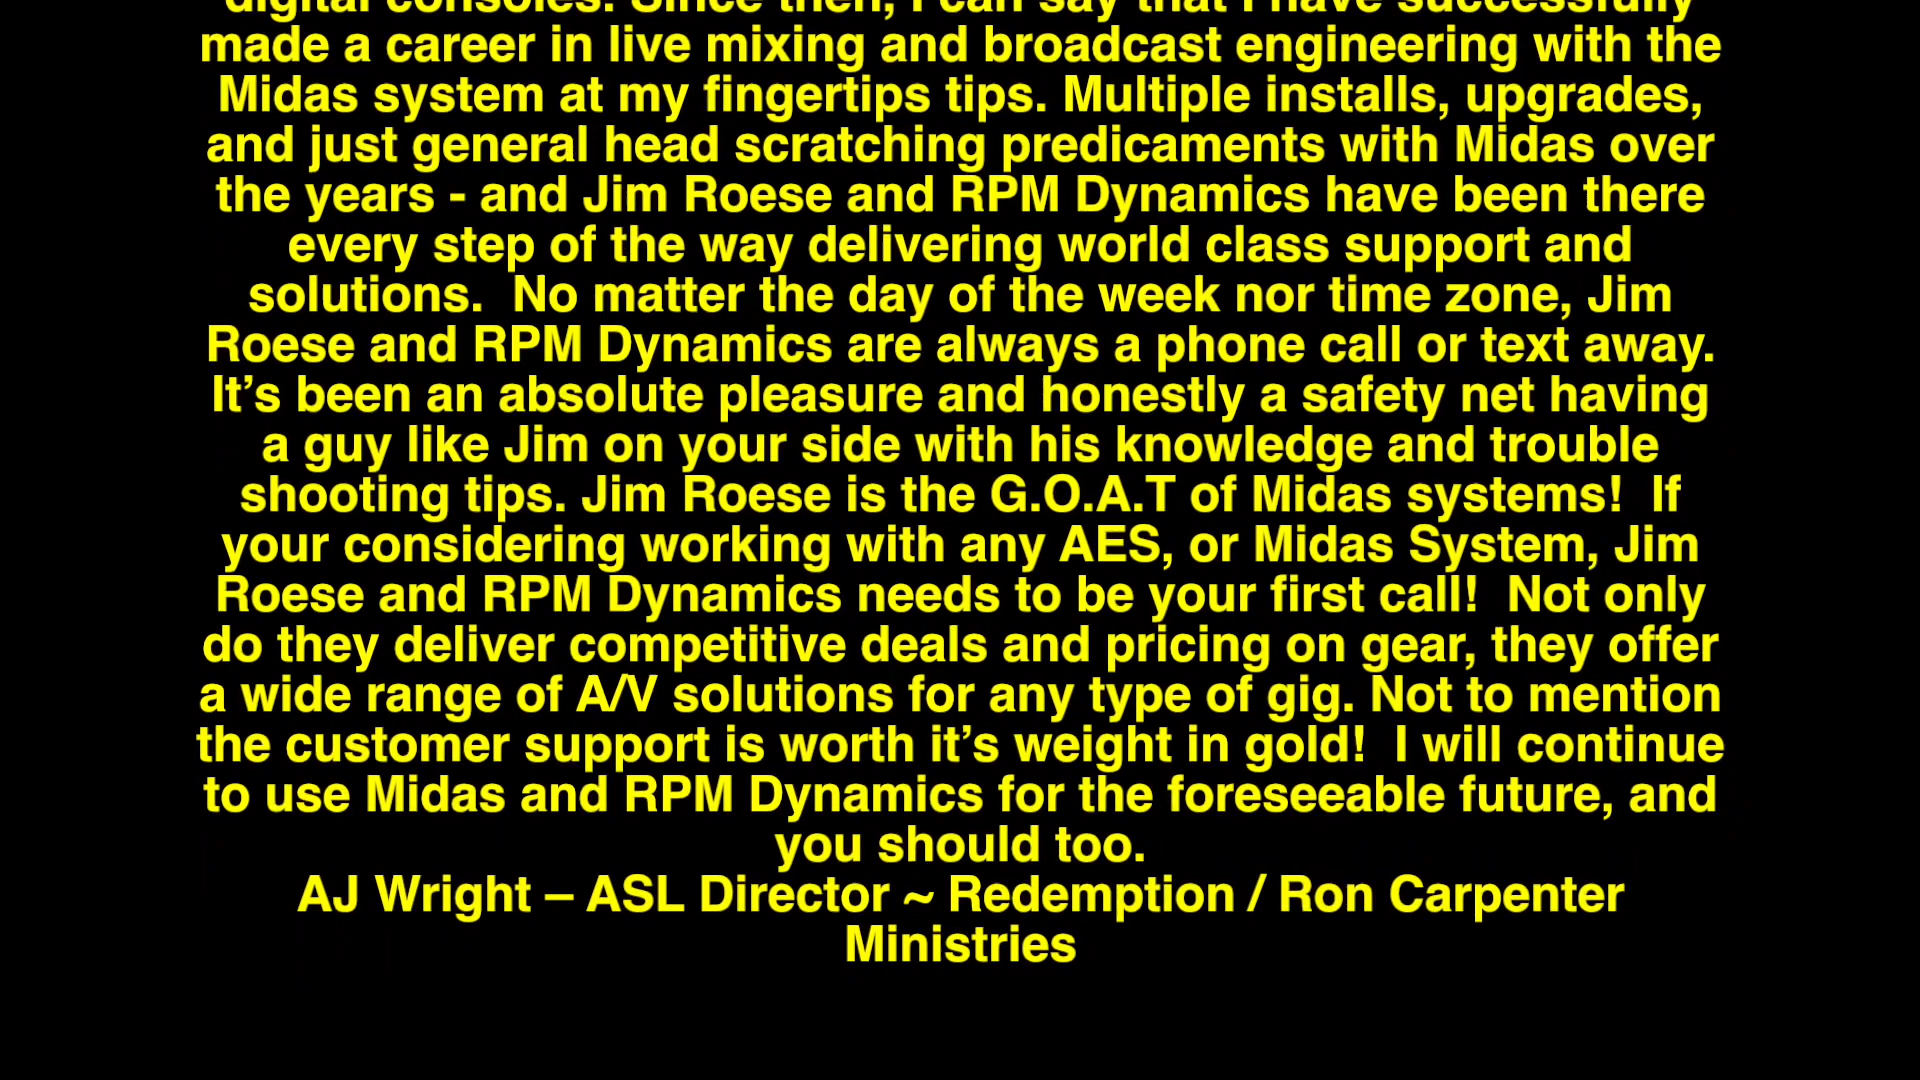 digital consoles. Since then, I can say that I have successfully
made a career in live mixing and broadcast engineering with the
Midas system at my fingertips tips. Multiple installs, upgrades,
and just general head scratching predicaments with Midas over
the years - and Jim Roese and RPM Dynamics have been there
every step of the way delivering world class support and
solutions.  No matter the day of the week nor time zone, Jim
Roese and RPM Dynamics are always a phone call or text away.
It’s been an absolute pleasure and honestly a safety net having
a guy like Jim on your side with his knowledge and trouble
shooting tips. Jim Roese is the G.O.A.T of Midas systems!  If
your considering working with any AES, or Midas System, Jim
Roese and RPM Dynamics needs to be your first call!  Not only
do they deliver competitive deals and pricing on gear, they offer
a wide range of A/V solutions for any type of gig. Not to mention
the customer support is worth it’s weight in gold!  I will continue
to use Midas and RPM Dynamics for the foreseeable future, and
you should too.
AJ Wright – ASL Director ~ Redemption / Ron Carpenter
Ministries